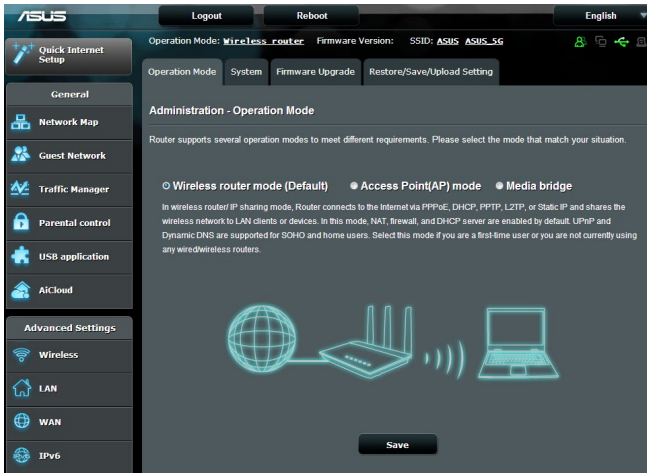 ASUS
Logout
Reboot
English
Quick Internet
Setup
Operation Mode: Wireless router Firmware Version: SSID: ASUS ASUS_5G
Operation Mode
System
Firmware Upgrade
Restore/Save/Upload Setting
General
Network Map
Guest Network
Traffic Manager
Parental control
USB application
AiCloud
Advanced Settings
Wireless
LAN
WAN
IPv6
Administration - Operation Mode
Router supports several operation modes to meet different requirements. Please select the mode that match your situation.
Wireless router mode (Default)
Access Point(AP) mode
Media bridge
In wireless router/ IP sharing mode, Router connects to the Internet via PPPoE, DHCP, PPTP, L2TP, or Static IP and shares the
wireless network to LAN clients or devices. In this mode, NAT, firewall, and DHCP server are enabled by default. UPnP and
Dynamic DNS are supported for SOHO and home users. Select this mode if you are a first-time user or you are not currently using
any wired/wireless routers.
Save